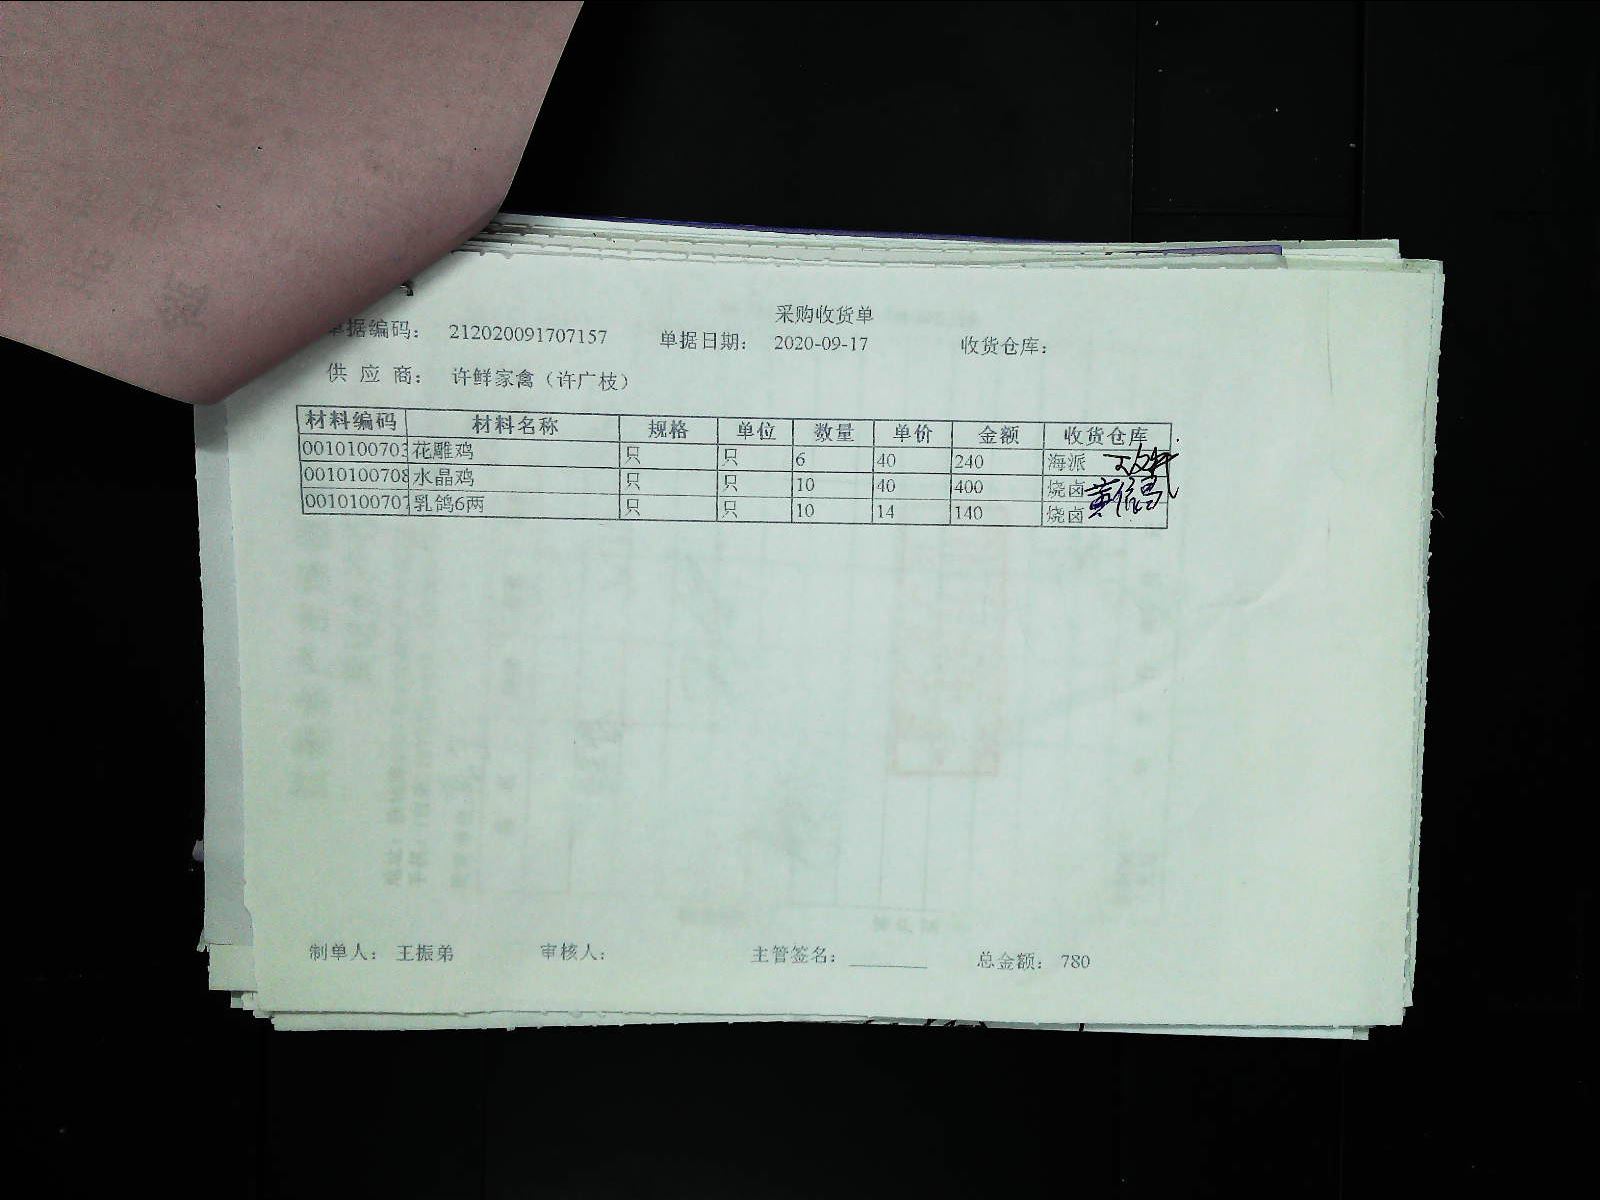 采购收货单
单据编码： 212020091707157 单据日期： 2020-09-17 收货仓库：
供 应 商： 许鲜家禽（许广枝）
材料编码 材料名称 规格 单位 数量 单价 金额 收货仓库
0010100703 花雕鸡 只 只 6 40 240 海派
0010100708 水晶鸡 只 只 10 40 400 烧卤
0010100707 乳鸽6两 只 只 10 14 140 烧卤
制单人： 王振弟 审核人： 主管签名： ________ 总金额： 780